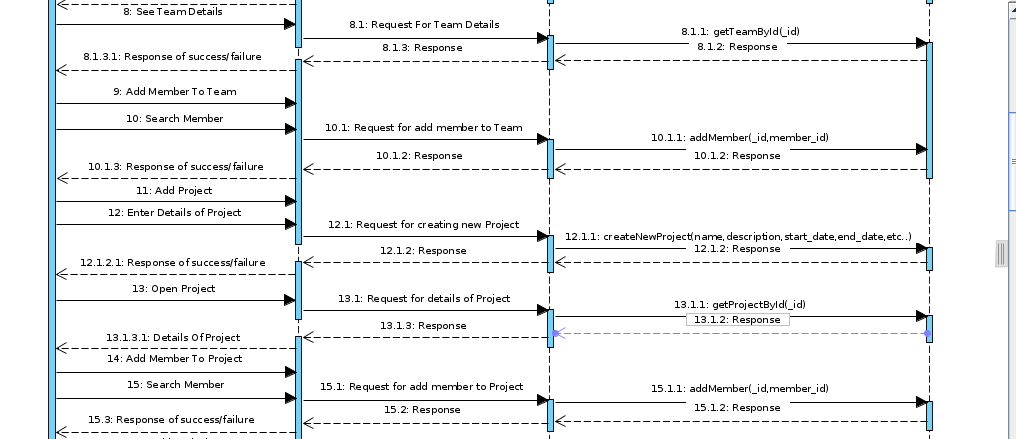 8: See Team Details
8.1: Request For Team Details
8.1.1: getTeamById(_id)
8.1.3: Response
8.1.2: Response
8.1.3.1: Response of success/failure
9: Add Member To Team
10: Search Member
10.1: Request for add member to Team
10.1.1: addMember(_id,member_id)
10.1.2: Response
10.1.2: Response
10.1.3: Response of success/failure
11: Add Project
12: Enter Details of Project
12.1: Request for creating new Project
12.1.1: createNewProject(name,description,start_date,end_date,etc..)
12.1.2: Response
12.1.2: Response
12.1.2.1: Response of success/failure
13: Open Project
13.1: Request for details of Project
13.1.1: getProjectById(_id)
13.1.2: Response
13.1.3: Response
13.1.3.1: Details Of Project
14: Add Member To Project
15: Search Member
15.1: Request for add member to Project
15.1.1: addMember(_id,member_id)
15.2: Response
15.1.2: Response
15.3: Response of success/failure